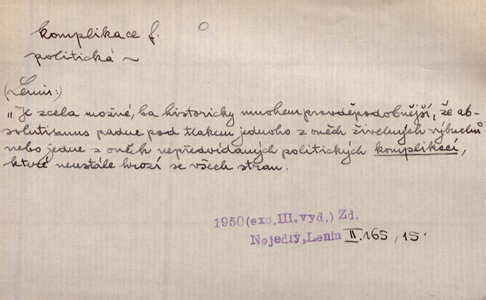 komplikace f.
politická ~
(Lenin:)
„Je zcela možné, ba historicky mnohem pravděpodobnější, že ab-
solutismus padne pod tlakem jednoho z oněch živelných výbuchů
nebo jedné z oněch nepředvídaných politických komplikací,
které neustále hrozí se všech stran.
1950 (exc. III. vyd.) Zd.
Nejedlý, Lenin II. 165, 15.